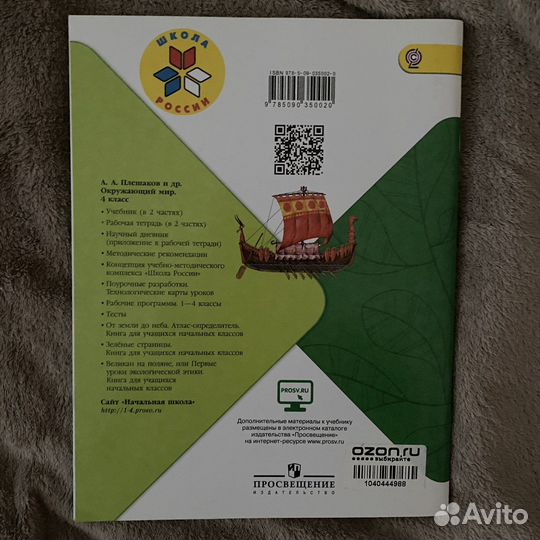 ШКОЛА
РОССИИ
ISBN 978-5-09-035002-0
9 785090 350020
А. А. Плешаков и др.
Окружающий мир.
4 класс
• Учебник (в 2 частях)
• Рабочая тетрадь (в 2 частях)
• Научный дневник
(приложение к рабочей тетради)
• Методические рекомендации
• Концепция учебно-методического
комплекса «Школа России»
• Поурочные разработки.
Технологические карты уроков
• Рабочие программы. 1—4 классы
• Тесты
• От земли до неба. Атлас-определитель.
Книга для учащихся начальных классов
• Зелёные страницы.
Книга для учащихся начальных классов
• Великан на поляне, или Первые
уроки экологической этики.
Книга для учащихся
начальных классов
Сайт «Начальная школа»
http://1-4.prosv.ru
PROSV.RU
Дополнительные материалы к учебнику
размещены в электронном каталоге
издательства «Просвещение»
на интернет-ресурсе www.prosv.ru
ПРОСВЕЩЕНИЕ
ИЗДАТЕЛЬСТВО
ozon.ru
выбирайте
1040444988
Avito